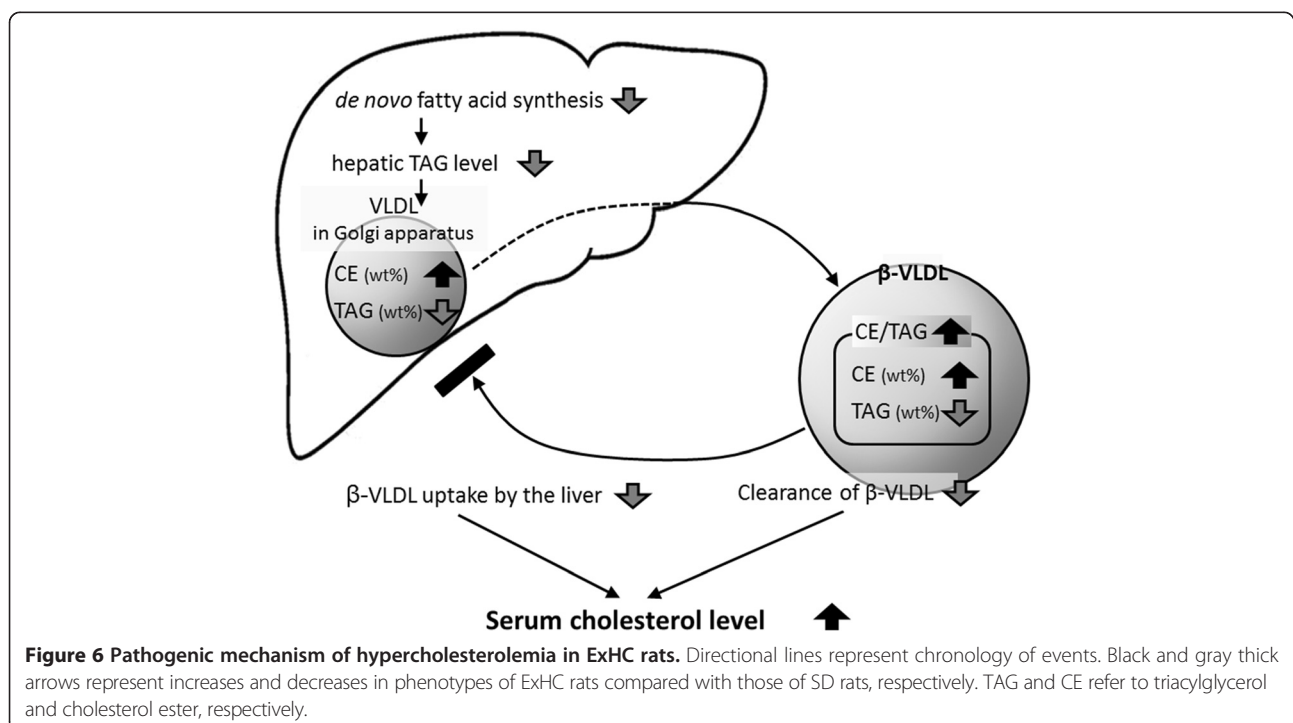 de novo fatty acid synthesis
hepatic TAG level
VLDL
in Golgi apparatus
CE (wt%)
TAG (wt%)
β-VLDL
CE/TAG
CE (wt%)
TAG (wt%)
β-VLDL uptake by the liver
Clearance of β-VLDL
Serum cholesterol level
Figure 6 Pathogenic mechanism of hypercholesterolemia in ExHC rats. Directional lines represent chronology of events. Black and gray thick
arrows represent increases and decreases in phenotypes of ExHC rats compared with those of SD rats, respectively. TAG and CE refer to triacylglycerol
and cholesterol ester, respectively.